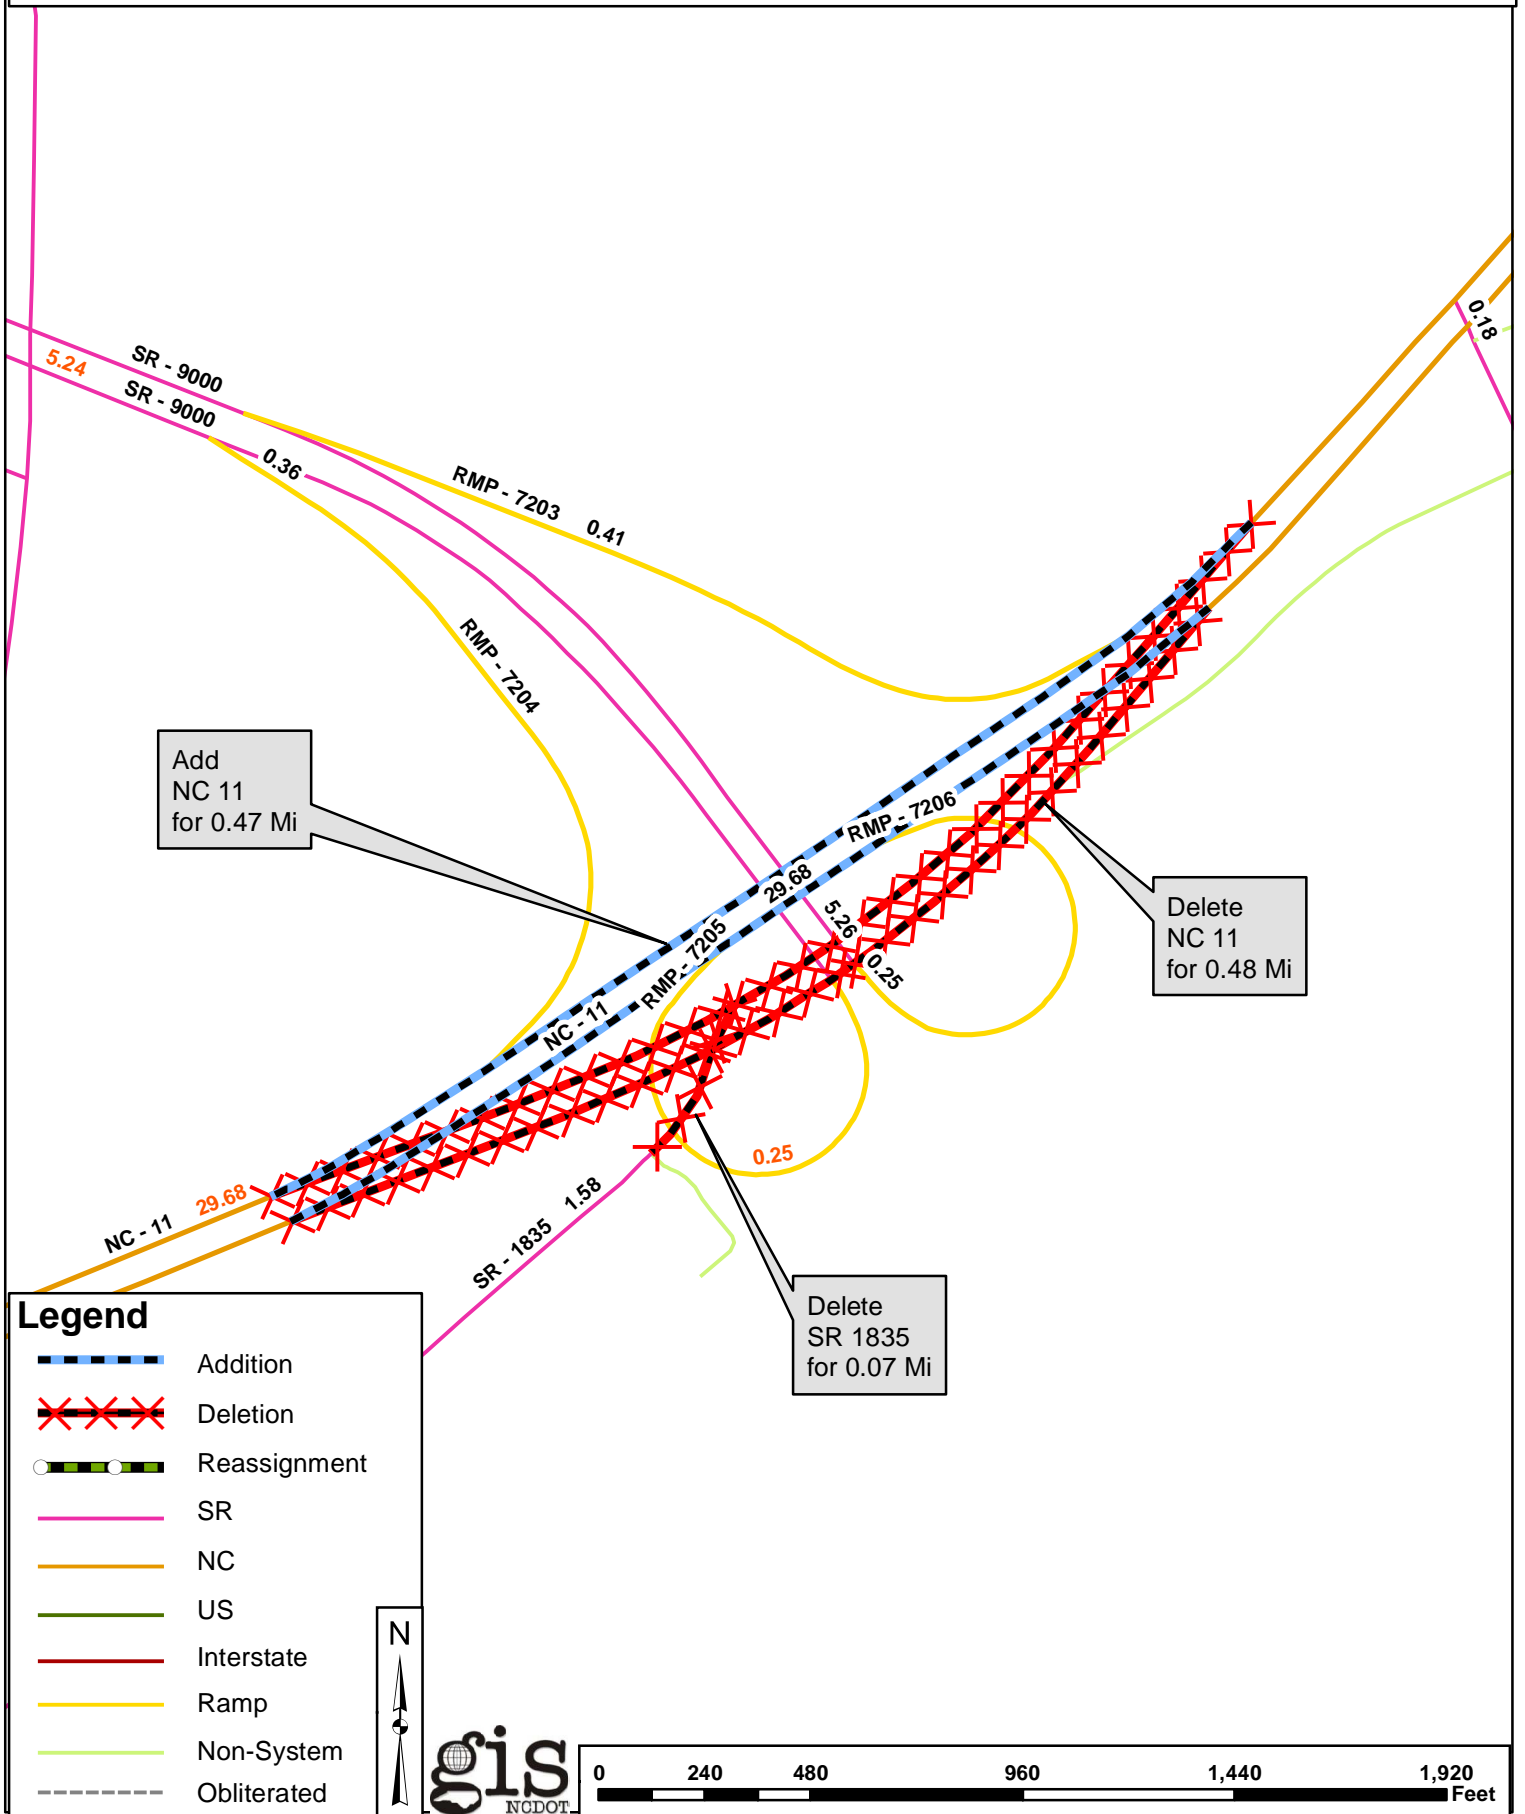 0.18
5.24
SR - 9000
SR - 9000
0.36
RMP - 7203 0.41
RMP - 7204
Add
NC 11
for 0.47 Mi
RMP - 7206
29.68
5.26
0.25
RMP - 7205
NC - 11
Delete
NC 11
for 0.48 Mi
0.25
NC - 11 29.68
SR - 1835 1.58
Delete
SR 1835
for 0.07 Mi
Legend
Addition
Deletion
Reassignment
SR
NC
US
Interstate
Ramp
Non-System
Obliterated
N
gis
NCDOT
0 240 480 960 1,440 1,920
Feet